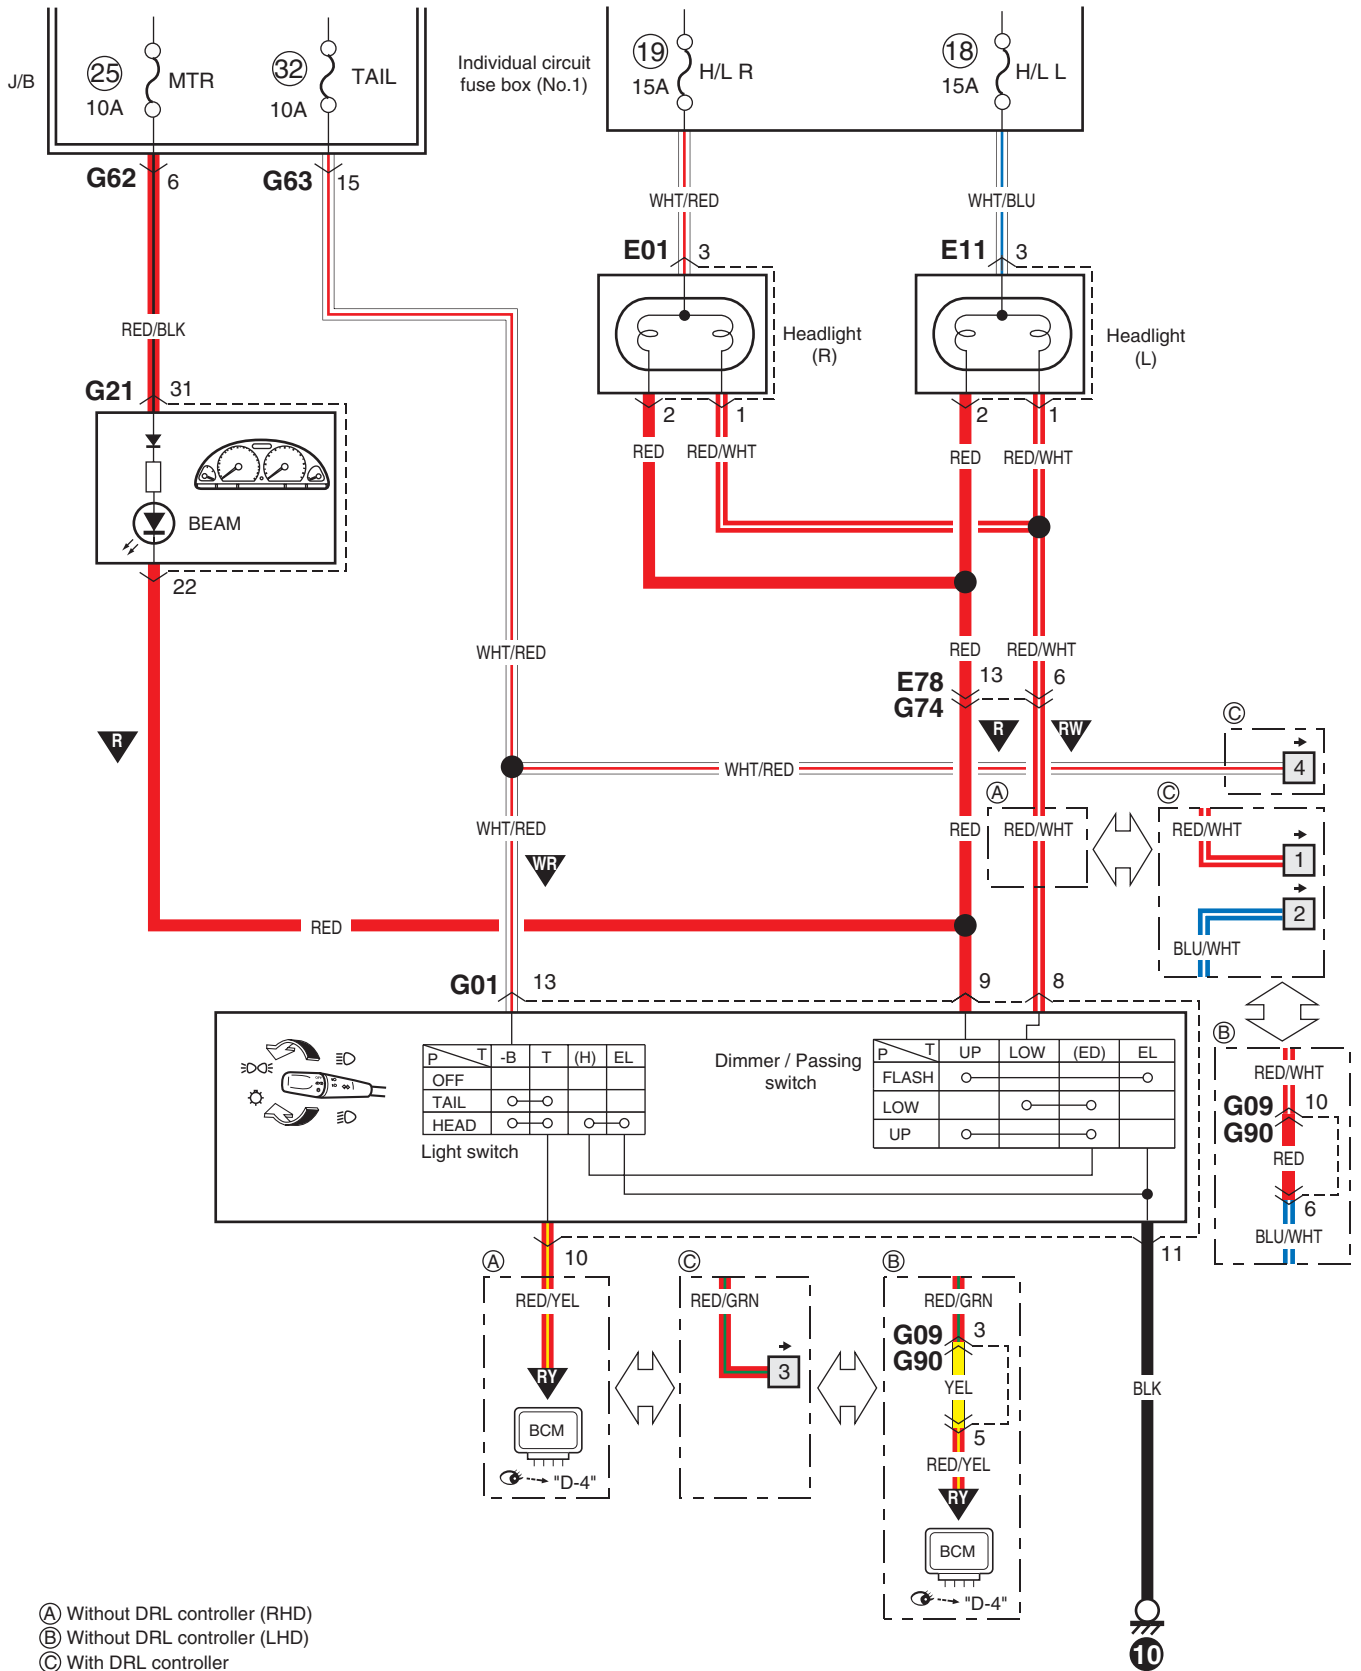 J/B
25
10A
MTR
32
10A
TAIL
Individual circuit
fuse box (No.1)
19
15A
H/L R
18
15A
H/L L
G62
6
G63
15
WHT/RED
WHT/BLU
E01
3
E11
3
RED/BLK
Headlight
(R)
Headlight
(L)
G21
31
2
1
2
1
RED
RED/WHT
RED
RED/WHT
BEAM
22
WHT/RED
RED
RED/WHT
E78
G74
13
6
R
R
RW
C
WHT/RED
4
A
C
WHT/RED
RED
RED/WHT
RED/WHT
1
WR
2
RED
BLU/WHT
G01
13
9
8
B
P
T
-B
T
(H)
EL
OFF
TAIL
HEAD
Light switch
Dimmer / Passing
switch
P
T
UP
LOW
(ED)
EL
FLASH
LOW
UP
RED/WHT
G09
G90
10
RED
6
BLU/WHT
10
11
A
C
B
RED/YEL
RED/GRN
RED/GRN
G09
G90
3
RY
3
YEL
BLK
BCM
5
"D-4"
RED/YEL
RY
BCM
"D-4"
A Without DRL controller (RHD)
B Without DRL controller (LHD)
C With DRL controller
10